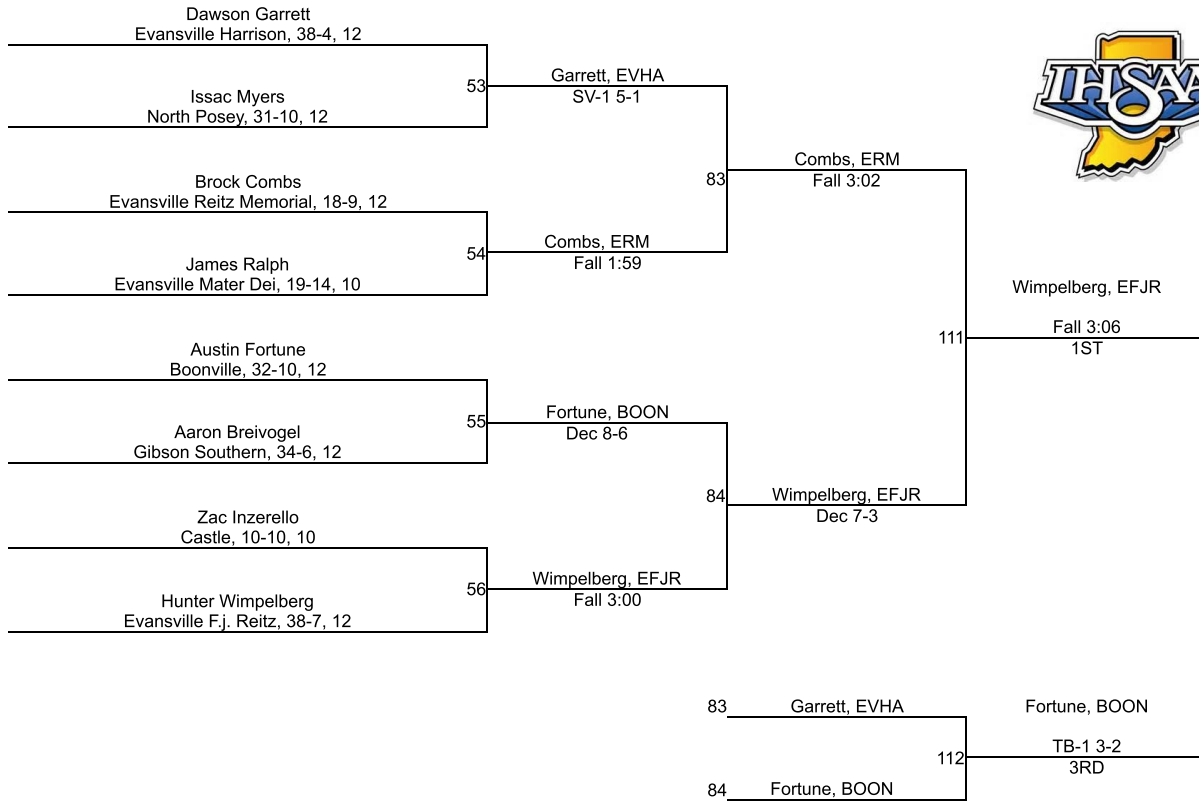 Dawson Garrett
Evansville Harrison, 38-4, 12
53
Issac Myers
North Posey, 31-10, 12
Garrett, EVHA
SV-1 5-1
Brock Combs
Evansville Reitz Memorial, 18-9, 12
54
James Ralph
Evansville Mater Dei, 19-14, 10
Combs, ERM
Fall 1:59
83
Combs, ERM
Fall 3:02
Austin Fortune
Boonville, 32-10, 12
55
Aaron Breivogel
Gibson Southern, 34-6, 12
Fortune, BOON
Dec 8-6
Zac Inzerello
Castle, 10-10, 10
56
Hunter Wimpelberg
Evansville F.j. Reitz, 38-7, 12
Wimpelberg, EFJR
Fall 3:00
84
Wimpelberg, EFJR
Dec 7-3
111
IHSAA
Wimpelberg, EFJR
Fall 3:06
1ST
83
Garrett, EVHA
84
Fortune, BOON
112
Fortune, BOON
TB-1 3-2
3RD